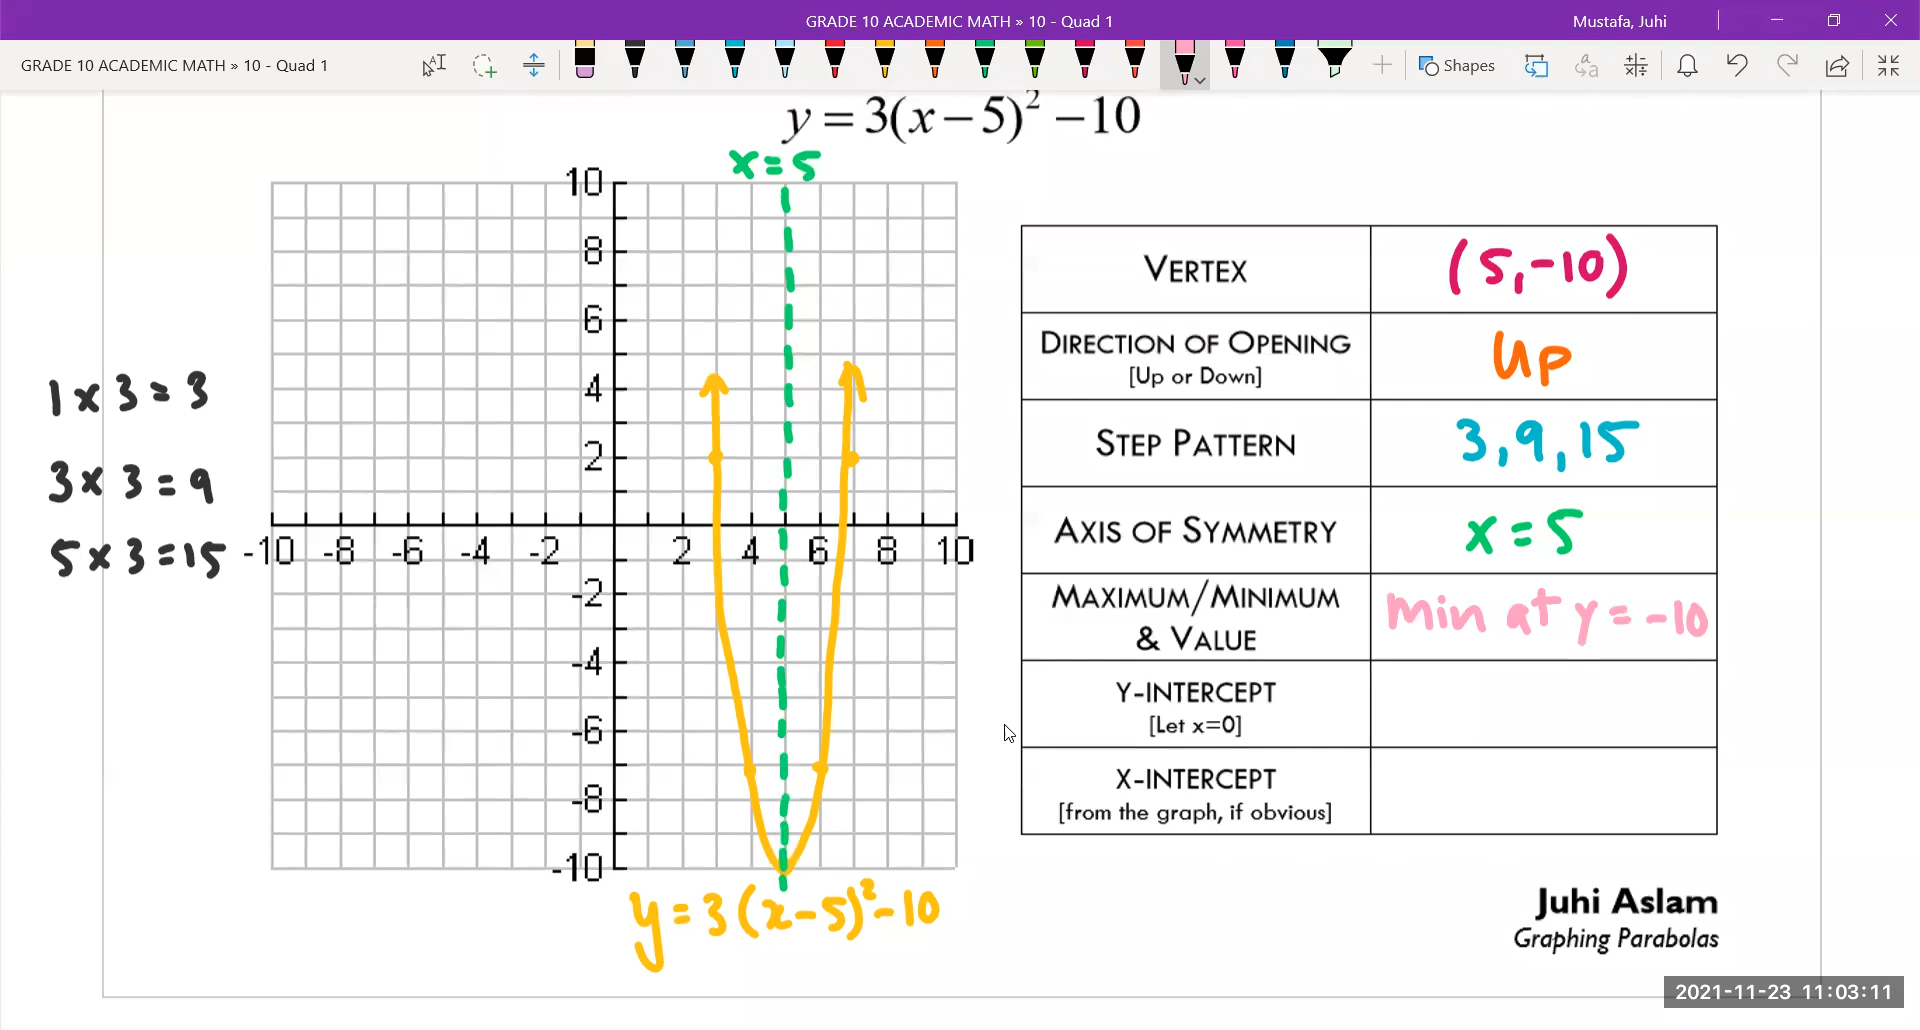 GRADE 10 ACADEMIC MATH » 10 - Quad 1
Mustafa, Juhi
GRADE 10 ACADEMIC MATH » 10 - Quad 1
Shapes
y = 3(x − 5)² − 10
x = 5
10
8
6
4
2
-10 -8 -6 -4 -2 2 4 6 8 10
-2
-4
-6
-8
-10
1 x 3 = 3
3 x 3 = 9
5 x 3 = 15
y = 3 (x - 5)² - 10
VERTEX
(5, -10)
DIRECTION OF OPENING
[Up or Down]
Up
STEP PATTERN
3, 9, 15
AXIS OF SYMMETRY
x = 5
MAXIMUM/MINIMUM
& VALUE
min at y = -10
Y-INTERCEPT
[Let x=0]
X-INTERCEPT
[from the graph, if obvious]
Juhi Aslam
Graphing Parabolas
2021-11-23 11:03:11